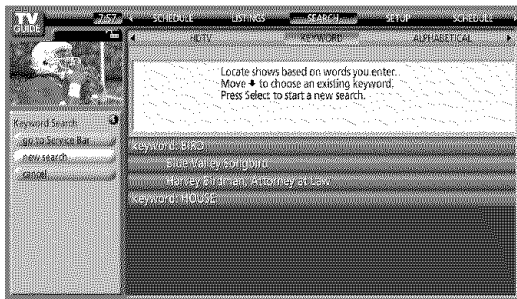 TV
GUIDE
7:57
SCHEDULE LISTINGS SEARCH SETUP SCHEDULE
HDTV KEYWORD ALPHABETICAL
Locate shows based on words you enter.
Move ⬇ to choose an existing keyword.
Press Select to start a new search.
Keyword Search
go to Service Bar
new search
cancel
keyword: BIRD
Blue Valley Songbird
Harvey Birdman, Attorney at Law
keyword: HOUSE